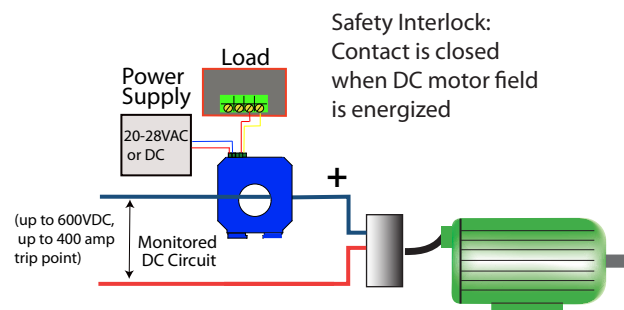 Safety Interlock:
Contact is closed
when DC motor field
is energized
Load
Power
Supply
20-28VAC
or DC
+
(up to 600VDC,
up to 400 amp
trip point)
Monitored
DC Circuit